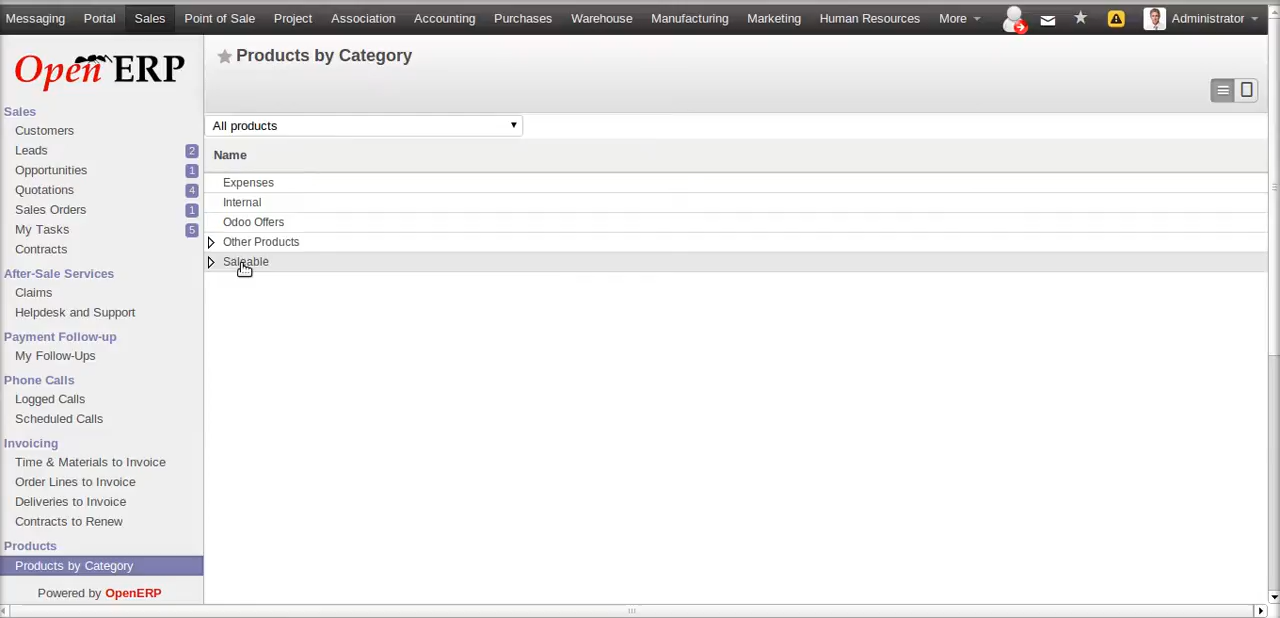 Messaging Portal Sales Point of Sale Project Association Accounting Purchases Warehouse Manufacturing Marketing Human Resources More Administrator
Open ERP
Products by Category
All products
Name
Expenses
Internal
Odoo Offers
Other Products
Saleable
Sales
Customers
Leads 2
Opportunities 1
Quotations 4
Sales Orders 1
My Tasks 5
Contracts
After-Sale Services
Claims
Helpdesk and Support
Payment Follow-up
My Follow-Ups
Phone Calls
Logged Calls
Scheduled Calls
Invoicing
Time & Materials to Invoice
Order Lines to Invoice
Deliveries to Invoice
Contracts to Renew
Products
Products by Category
Powered by OpenERP